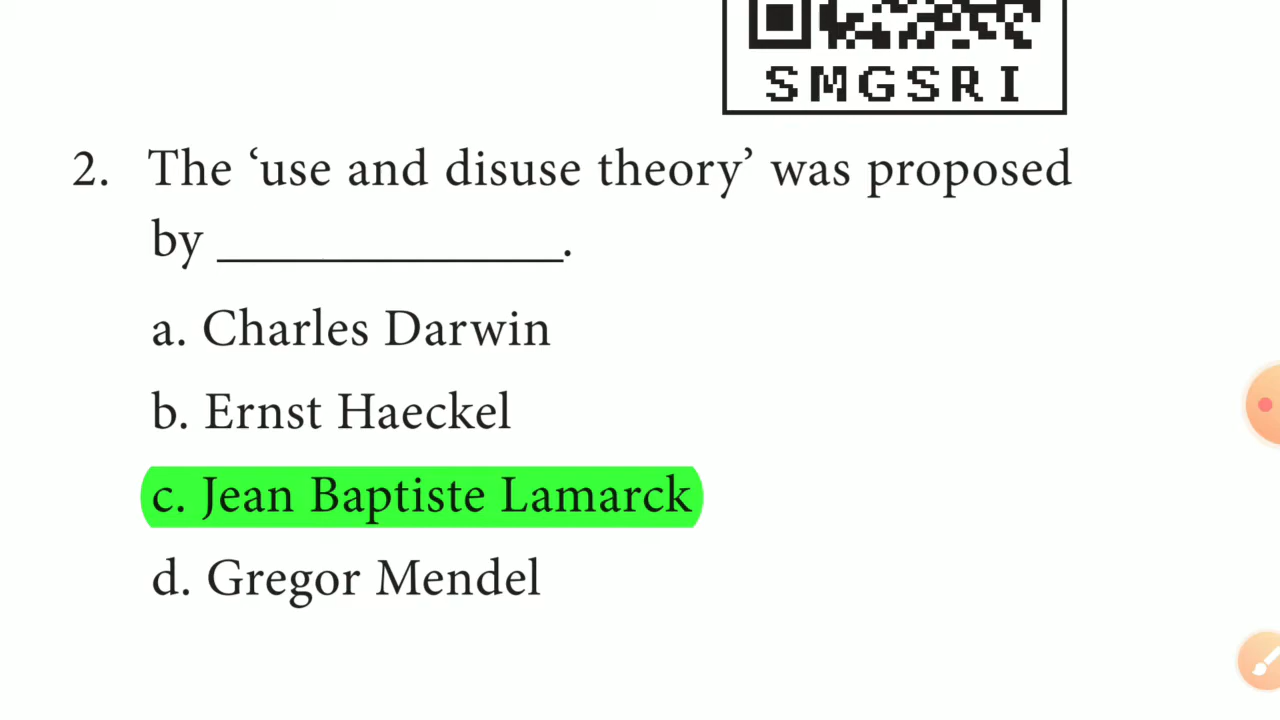 SMGSRI
2. The ‘use and disuse theory’ was proposed
by ______________.
a. Charles Darwin
b. Ernst Haeckel
c. Jean Baptiste Lamarck
d. Gregor Mendel